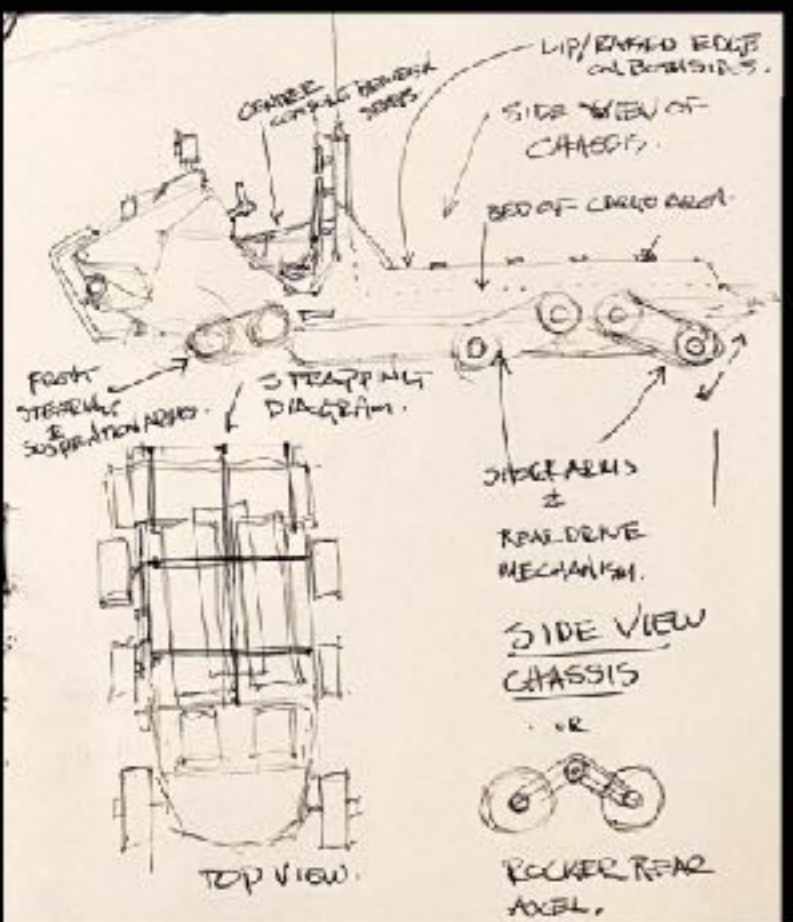 LIP/RAISED EDGE
ON BOTH SIDES.
CENTER
CONSOLE BETWEEN
SEATS
SIDE VIEW OF
CHASSIS.
BED OF CARGO AREA.
FRONT
STEERING
&
SUSPENSION ARMS.
STRAPPING
DIAGRAM.
SHOCK ARMS
&
REAR DRIVE
MECHANISM.
SIDE VIEW
CHASSIS
OR
TOP VIEW.
ROCKER REAR
AXEL.